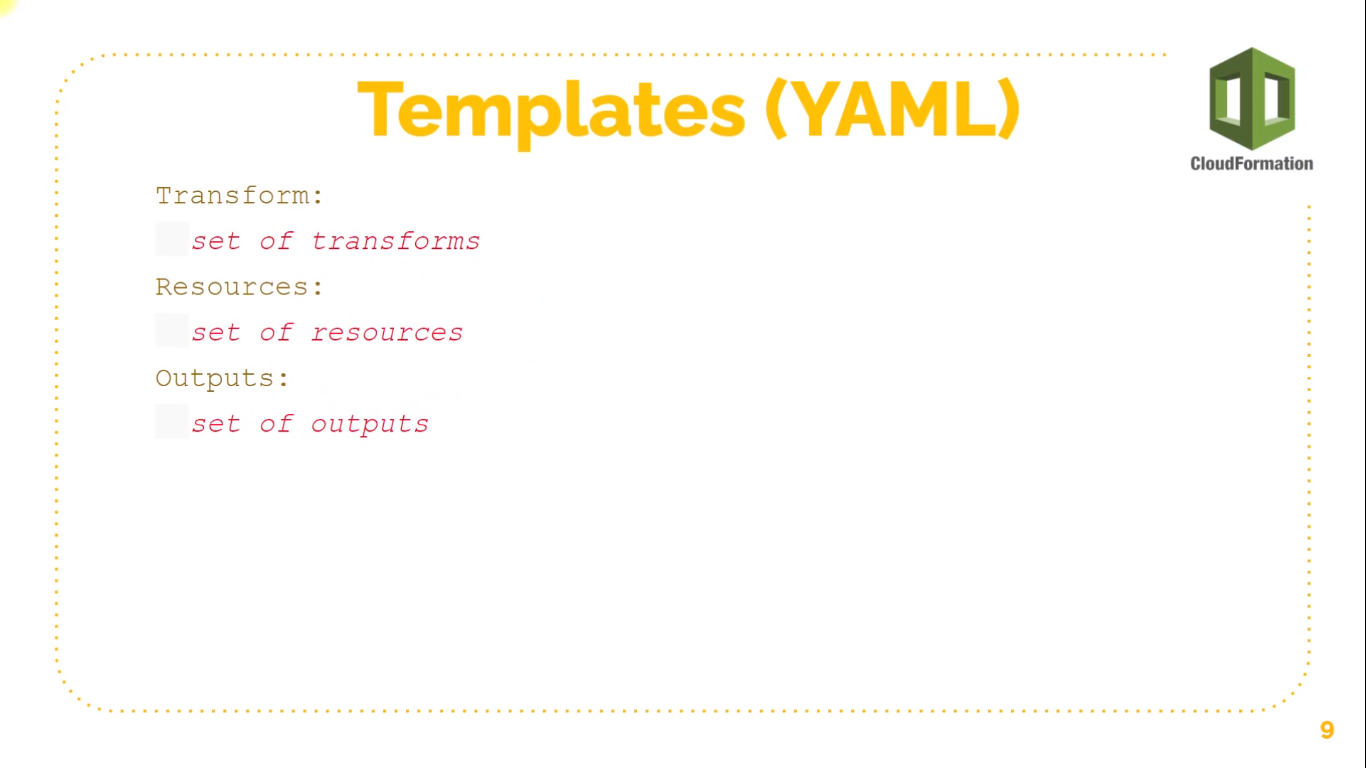 Templates (YAML)
CloudFormation
Transform:
set of transforms
Resources:
set of resources
Outputs:
set of outputs
9